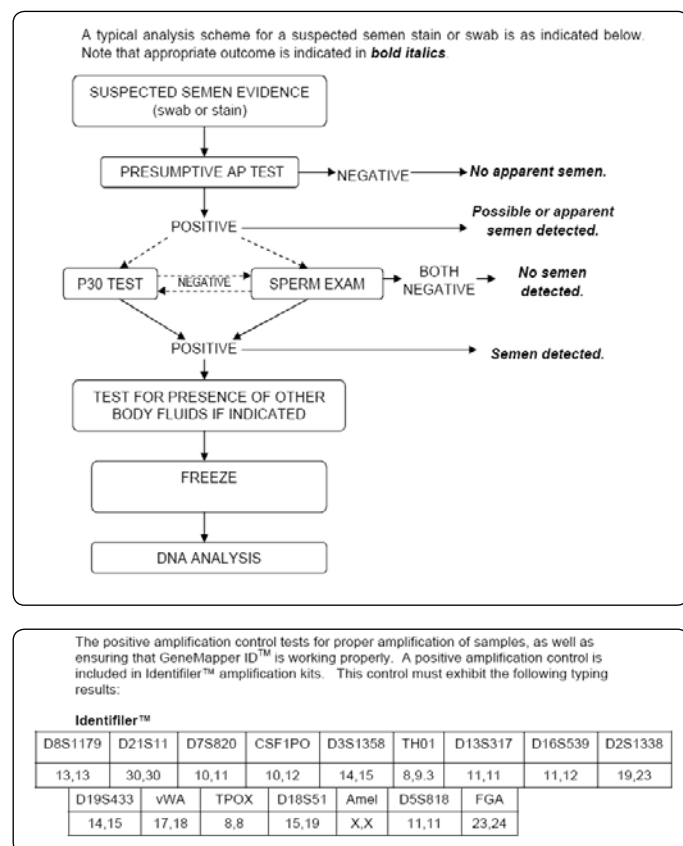 A typical analysis scheme for a suspected semen stain or swab is as indicated below.
Note that appropriate outcome is indicated in bold italics.
SUSPECTED SEMEN EVIDENCE
(swab or stain)
PRESUMPTIVE AP TEST
NEGATIVE
No apparent semen.
POSITIVE
Possible or apparent
semen detected.
P30 TEST
NEGATIVE
SPERM EXAM
BOTH
NEGATIVE
No semen
detected.
POSITIVE
Semen detected.
TEST FOR PRESENCE OF OTHER
BODY FLUIDS IF INDICATED
FREEZE
DNA ANALYSIS
The positive amplification control tests for proper amplification of samples, as well as
ensuring that GeneMapper ID™ is working properly. A positive amplification control is
included in Identifiler™ amplification kits. This control must exhibit the following typing
results:
Identifiler™
D8S1179 D21S11 D7S820 CSF1PO D3S1358 TH01 D13S317 D16S539 D2S1338
13,13 30,30 10,11 10,12 14,15 8,9.3 11,11 11,12 19,23
D19S433 vWA TPOX D18S51 Amel D5S818 FGA
14,15 17,18 8,8 15,19 X,X 11,11 23,24